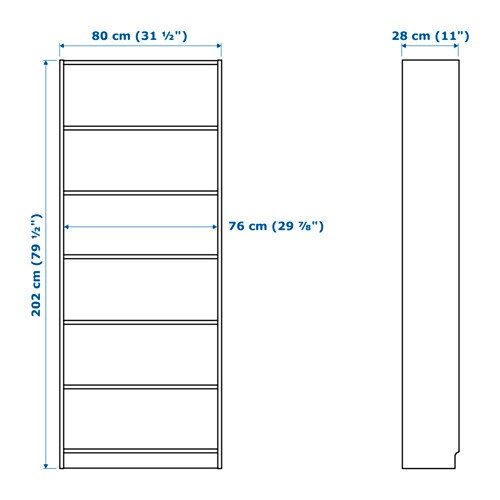 80 cm (31 ½")
28 cm (11")
202 cm (79 ½")
76 cm (29 ⅞")